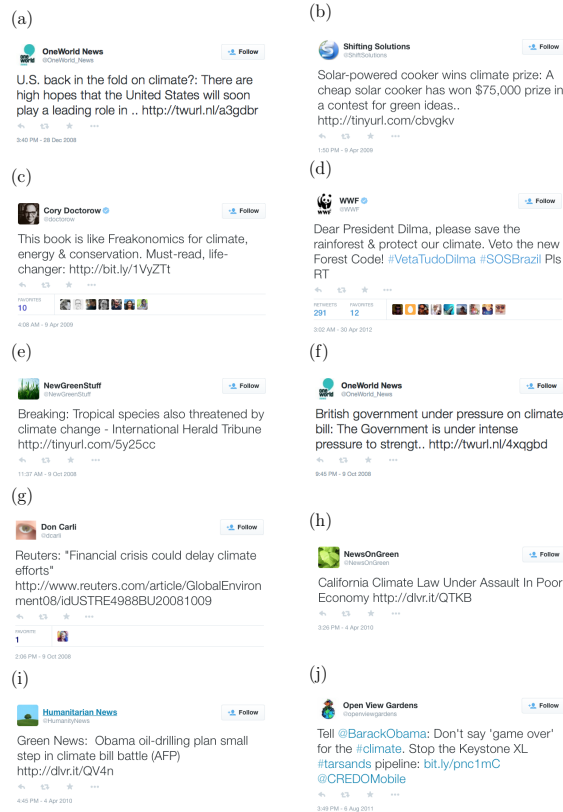 (a)
one world
OneWorld News
@OneWorld_News
Follow
U.S. back in the fold on climate?: There are
high hopes that the United States will soon
play a leading role in .. http://twurl.nl/a3gdbr
3:40 PM - 28 Dec 2008
(b)
Shifting Solutions
@ShiftSolutions
Follow
Solar-powered cooker wins climate prize: A
cheap solar cooker has won $75,000 prize in
a contest for green ideas..
http://tinyurl.com/cbvgkv
1:50 PM - 9 Apr 2009
(c)
Cory Doctorow
@doctorow
Follow
This book is like Freakonomics for climate,
energy & conservation. Must-read, life-
changer: http://bit.ly/1VyZTt
FAVORITES
10
4:08 AM - 9 Apr 2009
(d)
WWF
WWF
@WWF
Follow
Dear President Dilma, please save the
rainforest & protect our climate. Veto the new
Forest Code! #VetaTudoDilma #SOSBrazil Pls
RT
RETWEETS FAVORITES
291 12
3:02 AM - 30 Apr 2012
(e)
NewGreenStuff
@NewGreenStuff
Follow
Breaking: Tropical species also threatened by
climate change - International Herald Tribune
http://tinyurl.com/5y25cc
11:37 AM - 9 Oct 2008
(f)
one world
OneWorld News
@OneWorld_News
Follow
British government under pressure on climate
bill: The Government is under intense
pressure to strengt.. http://twurl.nl/4xqgbd
9:45 PM - 9 Oct 2008
(g)
Don Carli
@dcarli
Follow
Reuters: "Financial crisis could delay climate
efforts"
http://www.reuters.com/article/GlobalEnviron
ment08/idUSTRE4988BU20081009
FAVORITE
1
2:06 PM - 9 Oct 2008
(h)
NewsOnGreen
@NewsOnGreen
Follow
California Climate Law Under Assault In Poor
Economy http://dlvr.it/QTKB
3:26 PM - 4 Apr 2010
(i)
Humanitarian News
@HumanityNews
Follow
Green News:  Obama oil-drilling plan small
step in climate bill battle (AFP)
http://dlvr.it/QV4n
4:45 PM - 4 Apr 2010
(j)
Open View Gardens
@openviewgardens
Follow
Tell @BarackObama: Don't say 'game over'
for the #climate. Stop the Keystone XL
#tarsands pipeline: bit.ly/pnc1mC
@CREDOMobile
3:49 PM - 6 Aug 2011